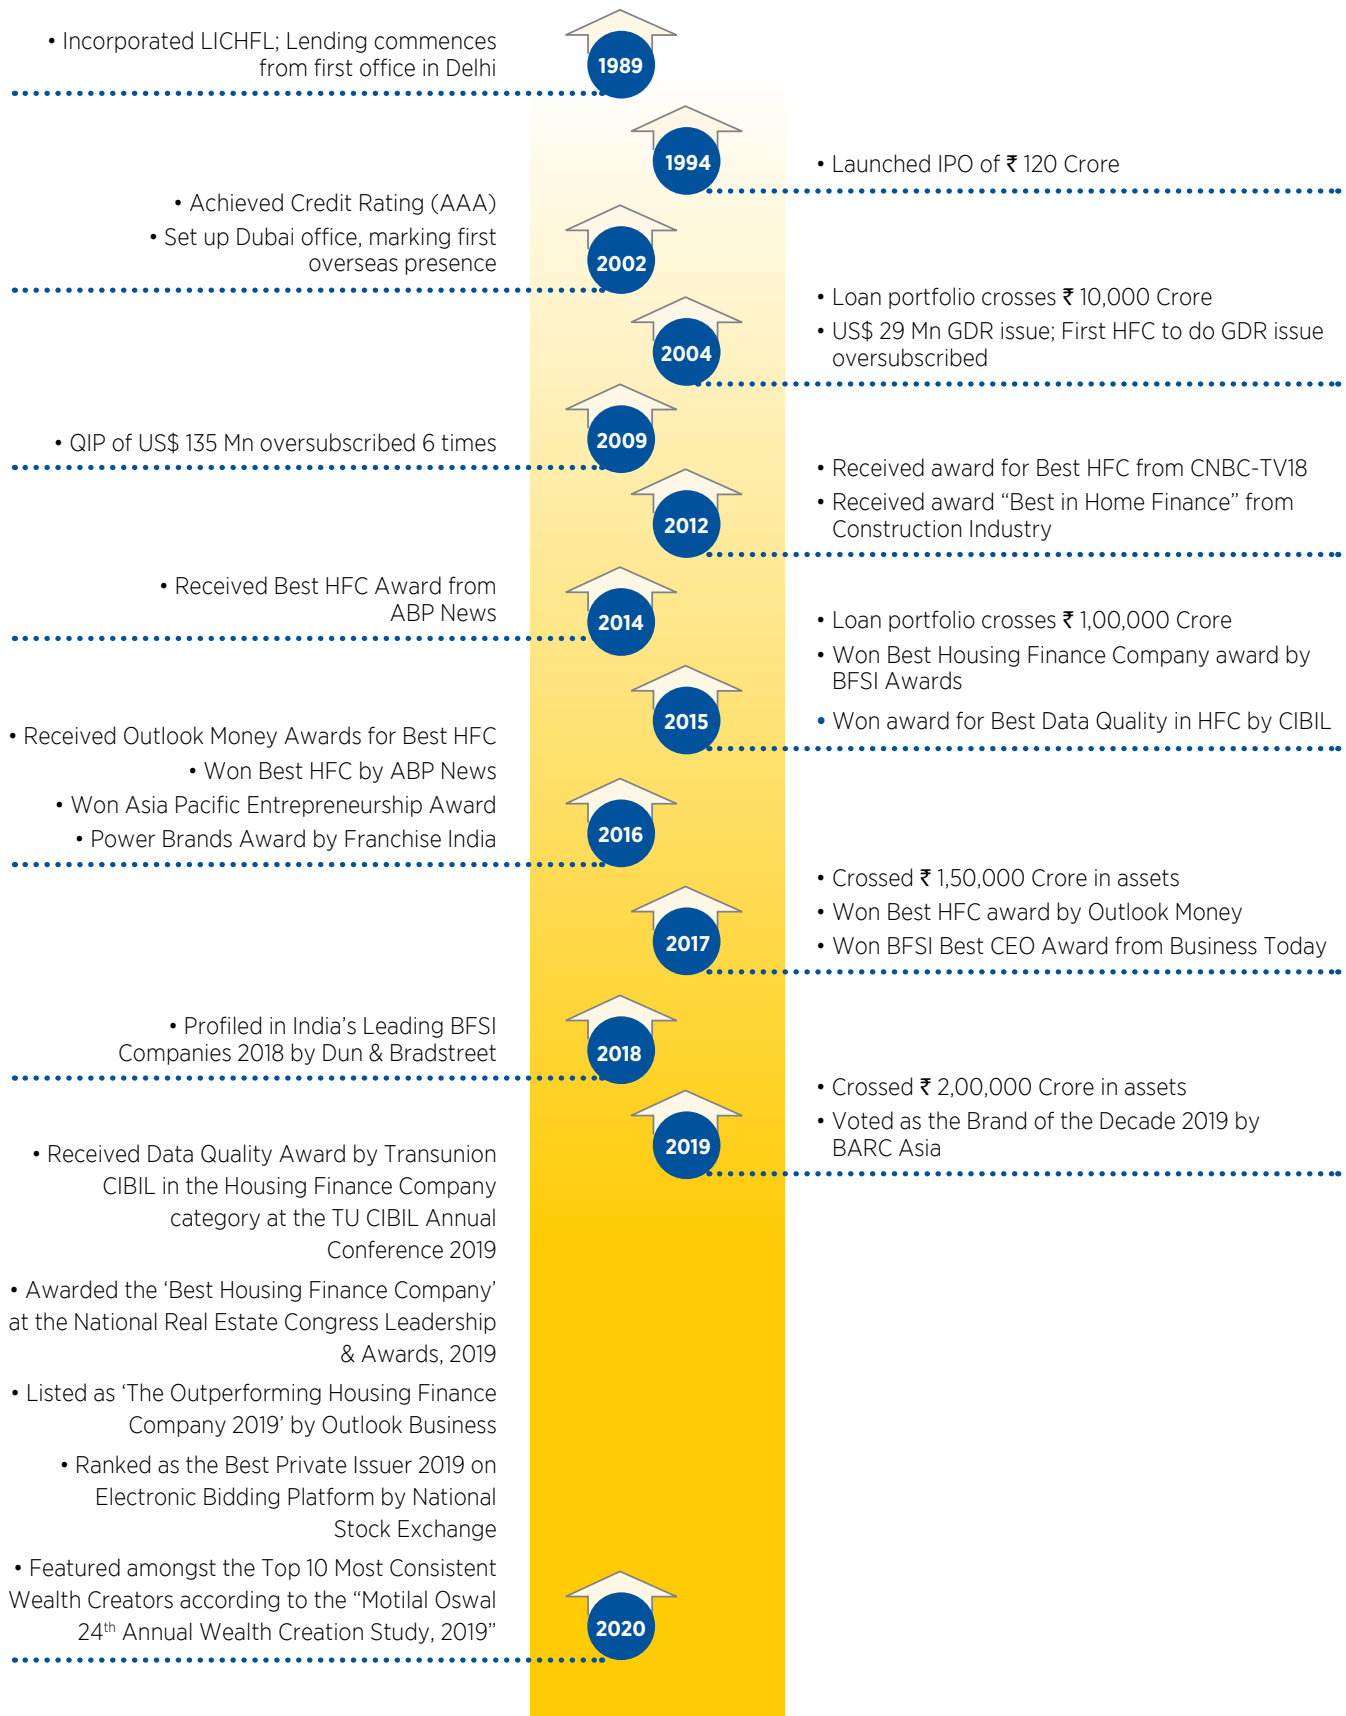 • Incorporated LICHFL; Lending commences
from first office in Delhi
1989
1994
• Launched IPO of ₹ 120 Crore
• Achieved Credit Rating (AAA)
• Set up Dubai office, marking first
overseas presence
2002
• Loan portfolio crosses ₹ 10,000 Crore
• US$ 29 Mn GDR issue; First HFC to do GDR issue
oversubscribed
2004
• QIP of US$ 135 Mn oversubscribed 6 times
2009
• Received award for Best HFC from CNBC-TV18
• Received award “Best in Home Finance” from
Construction Industry
2012
• Received Best HFC Award from
ABP News
2014
• Loan portfolio crosses ₹ 1,00,000 Crore
• Won Best Housing Finance Company award by
BFSI Awards
• Won award for Best Data Quality in HFC by CIBIL
2015
• Received Outlook Money Awards for Best HFC
• Won Best HFC by ABP News
• Won Asia Pacific Entrepreneurship Award
• Power Brands Award by Franchise India
2016
• Crossed ₹ 1,50,000 Crore in assets
• Won Best HFC award by Outlook Money
• Won BFSI Best CEO Award from Business Today
2017
• Profiled in India’s Leading BFSI
Companies 2018 by Dun & Bradstreet
2018
• Crossed ₹ 2,00,000 Crore in assets
• Voted as the Brand of the Decade 2019 by
BARC Asia
2019
• Received Data Quality Award by Transunion
CIBIL in the Housing Finance Company
category at the TU CIBIL Annual
Conference 2019
• Awarded the ‘Best Housing Finance Company’
at the National Real Estate Congress Leadership
& Awards, 2019
• Listed as ‘The Outperforming Housing Finance
Company 2019’ by Outlook Business
• Ranked as the Best Private Issuer 2019 on
Electronic Bidding Platform by National
Stock Exchange
• Featured amongst the Top 10 Most Consistent
Wealth Creators according to the “Motilal Oswal
24th Annual Wealth Creation Study, 2019”
2020